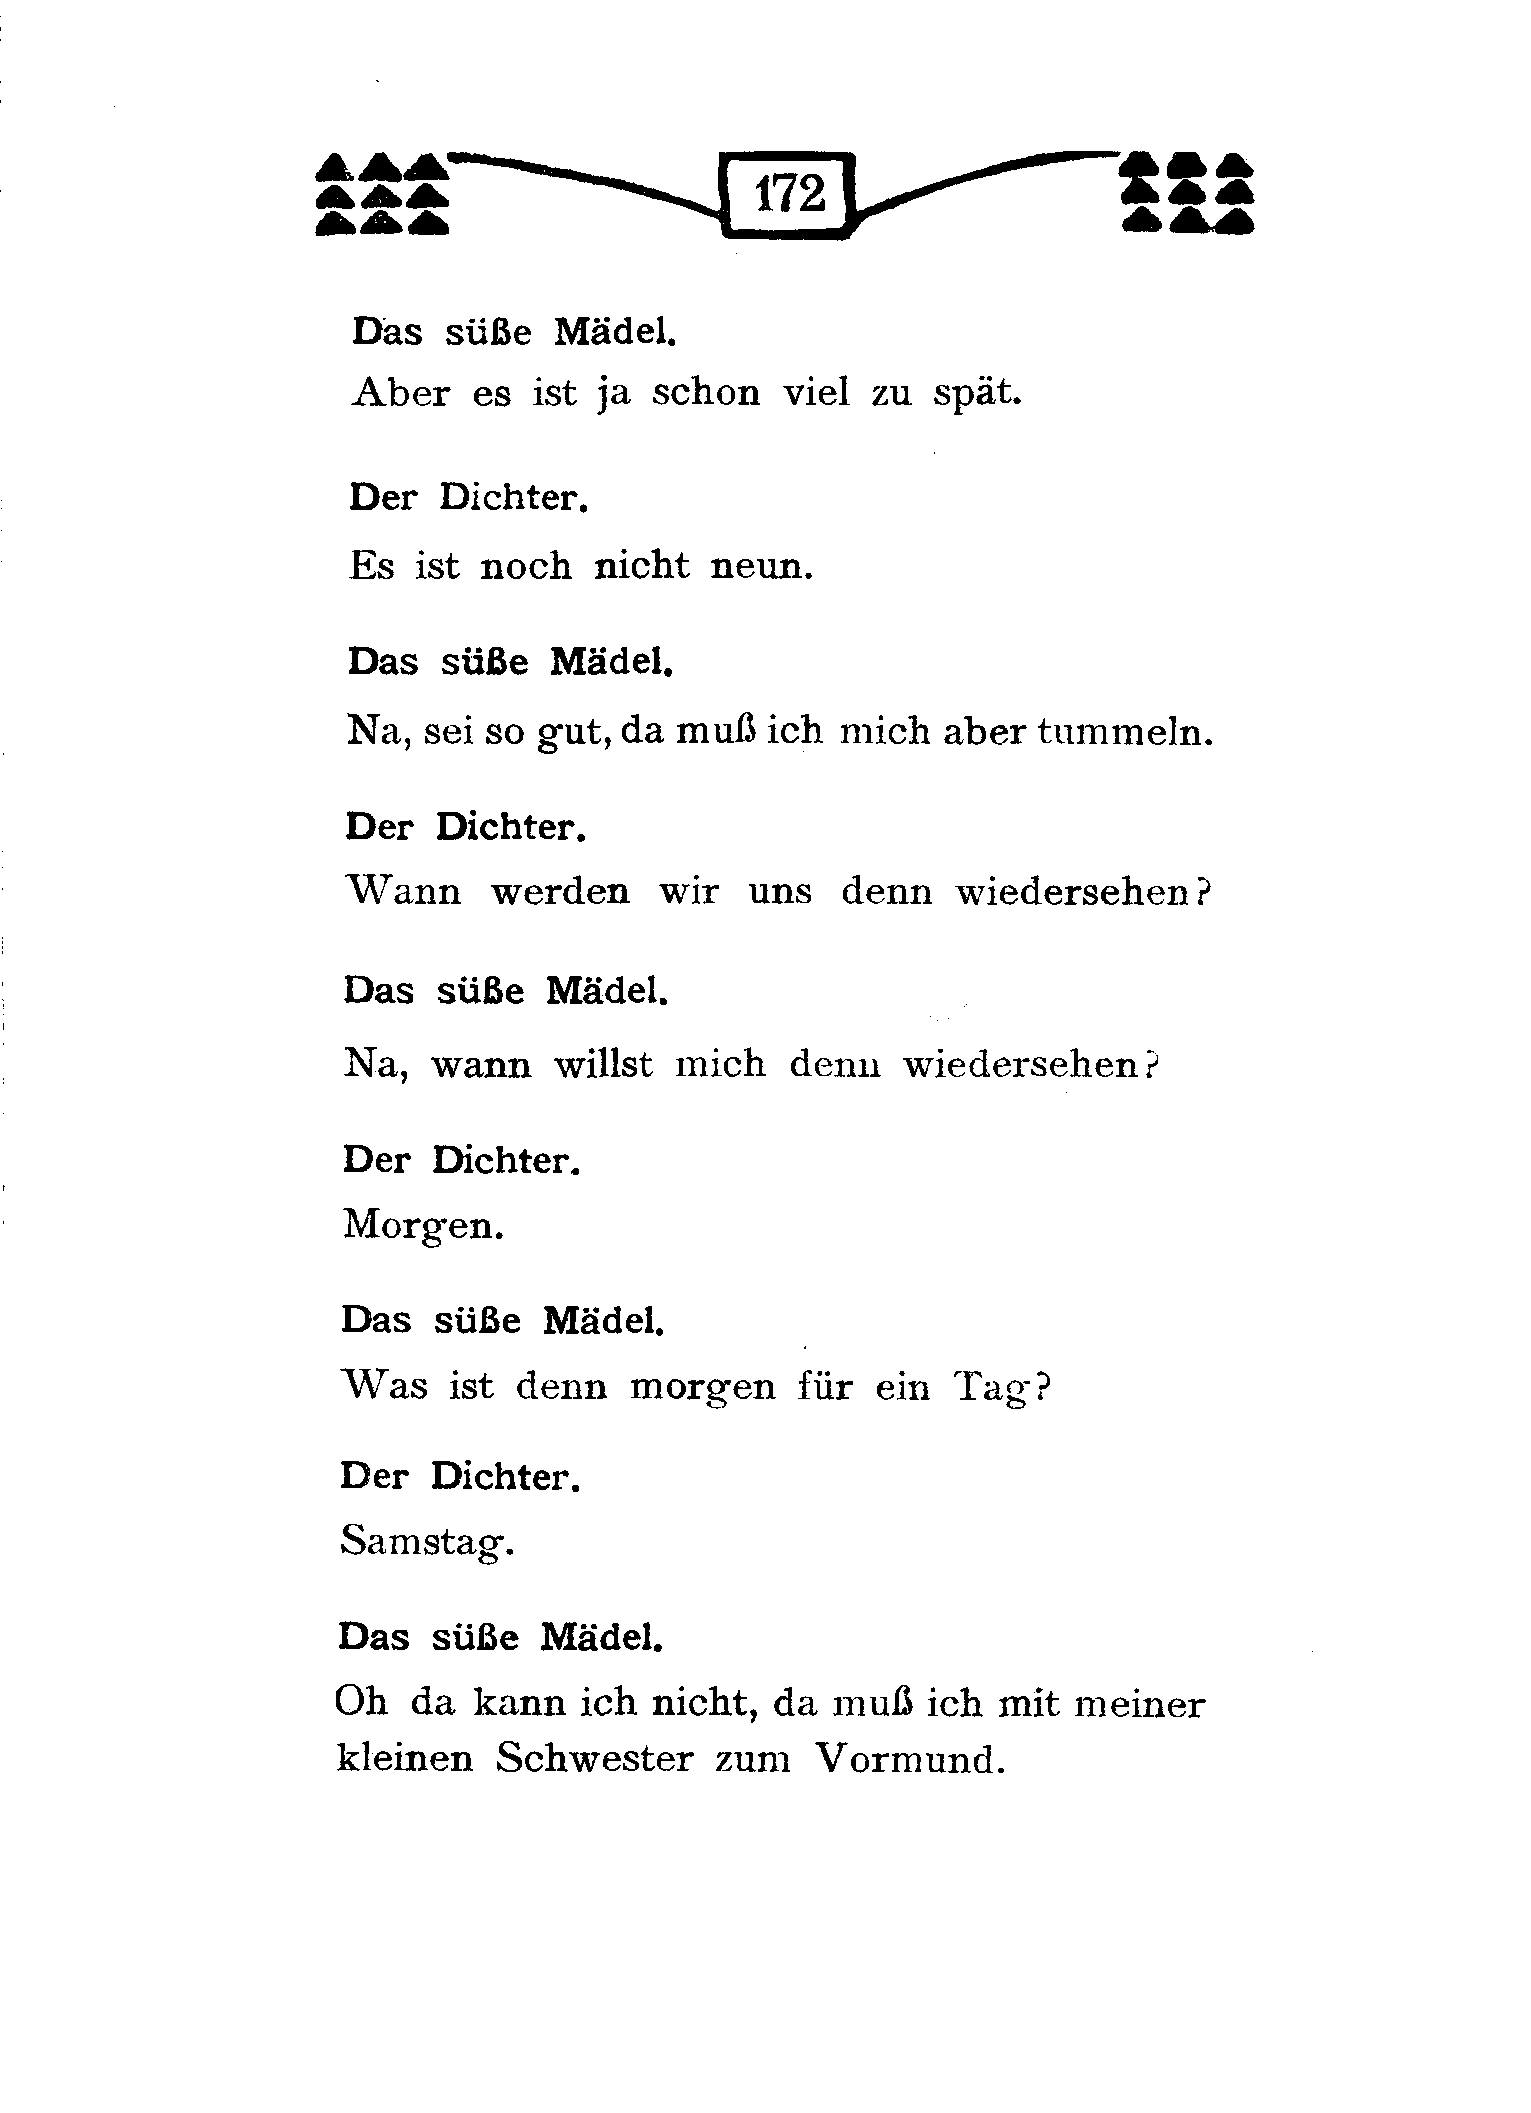 172
Das süße Mädel.
Aber es ist ja schon viel zu spät.
Der Dichter.
Es ist noch nicht neun.
Das süße Mädel.
Na, sei so gut, da muß ich mich aber tummeln.
Der Dichter.
Wann werden wir uns denn wiedersehen?
Das süße Mädel.
Na, wann willst mich denn wiedersehen?
Der Dichter.
Morgen.
Das süße Mädel.
Was ist denn morgen für ein Tag?
Der Dichter.
Samstag.
Das süße Mädel.
Oh da kann ich nicht, da muß ich mit meiner
kleinen Schwester zum Vormund.